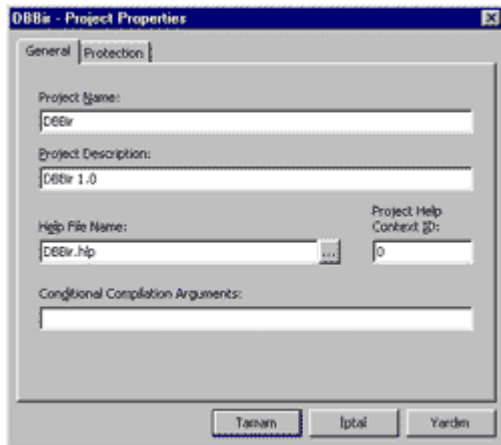 DBBir - Project Properties
General Protection
Project Name:
DBBir
Project Description:
DBBir 1.0
Help File Name:
Project Help
Context ID:
DBBir.hlp ... 0
Conditional Compilation Arguments:
Tamam İptal Yardım